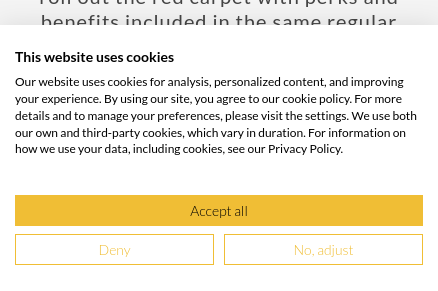 roll out the red carpet with perks and
benefits included in the same regular
This website uses cookies
Our website uses cookies for analysis, personalized content, and improving
your experience. By using our site, you agree to our cookie policy. For more
details and to manage your preferences, please visit the settings. We use both
our own and third-party cookies, which vary in duration. For information on
how we use your data, including cookies, see our Privacy Policy.
Accept all
Deny
No, adjust